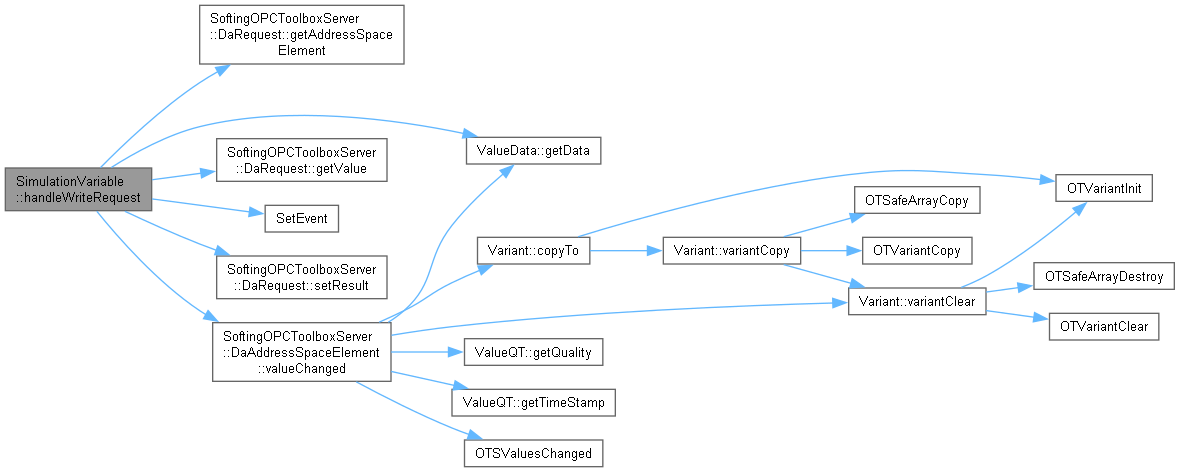 SoftingOPCToolboxServer
::DaRequest::getAddressSpace
Element
ValueData::getData
SoftingOPCToolboxServer
::DaRequest::getValue
SimulationVariable
::handleWriteRequest
SetEvent
SoftingOPCToolboxServer
::DaRequest::setResult
SoftingOPCToolboxServer
::DaAddressSpaceElement
::valueChanged
Variant::copyTo
Variant::variantCopy
OTSafeArrayCopy
OTVariantCopy
Variant::variantClear
OTVariantInit
OTSafeArrayDestroy
OTVariantClear
ValueQT::getQuality
ValueQT::getTimeStamp
OTSValuesChanged